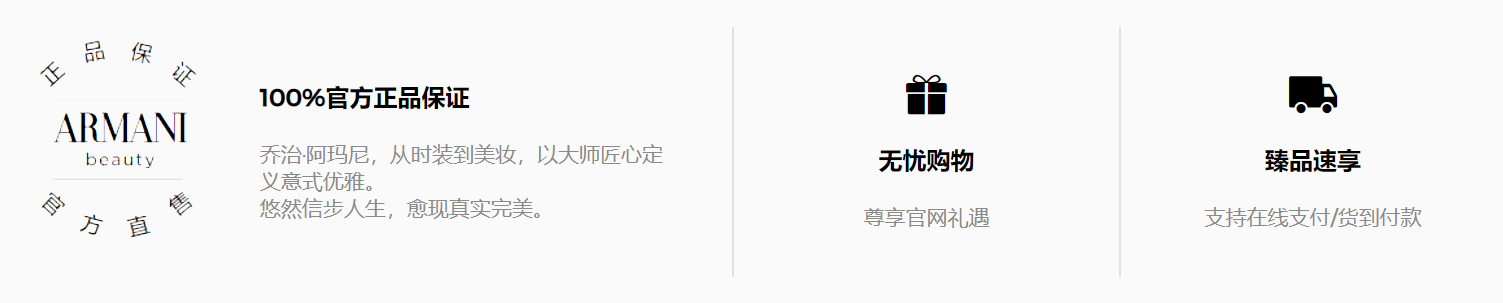 正品保证
ARMANI
beauty
官方直售
100%官方正品保证
乔治·阿玛尼，从时装到美妆，以大师匠心定
义意式优雅。
悠然信步人生，愈现真实完美。
无忧购物
尊享官网礼遇
臻品速享
支持在线支付/货到付款